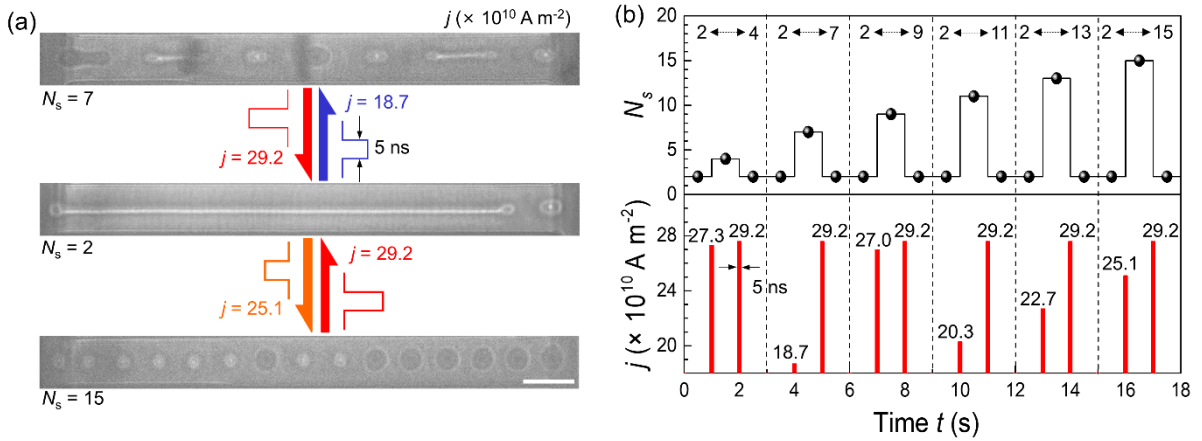 (a)
j (× 10¹⁰ A m⁻²)
Nₛ = 7
j = 18.7
j = 29.2
5 ns
Nₛ = 2
j = 29.2
j = 25.1
Nₛ = 15
(b)
2 4 2 7 2 9 2 11 2 13 2 15
Nₛ
20
15
10
5
0
j (× 10¹⁰ A m⁻²)
28
24
20
27.3 29.2 29.2 27.0 29.2 29.2 29.2 29.2
25.1
22.7
20.3
18.7
5 ns
0 2 4 6 8 10 12 14 16 18
Time t (s)